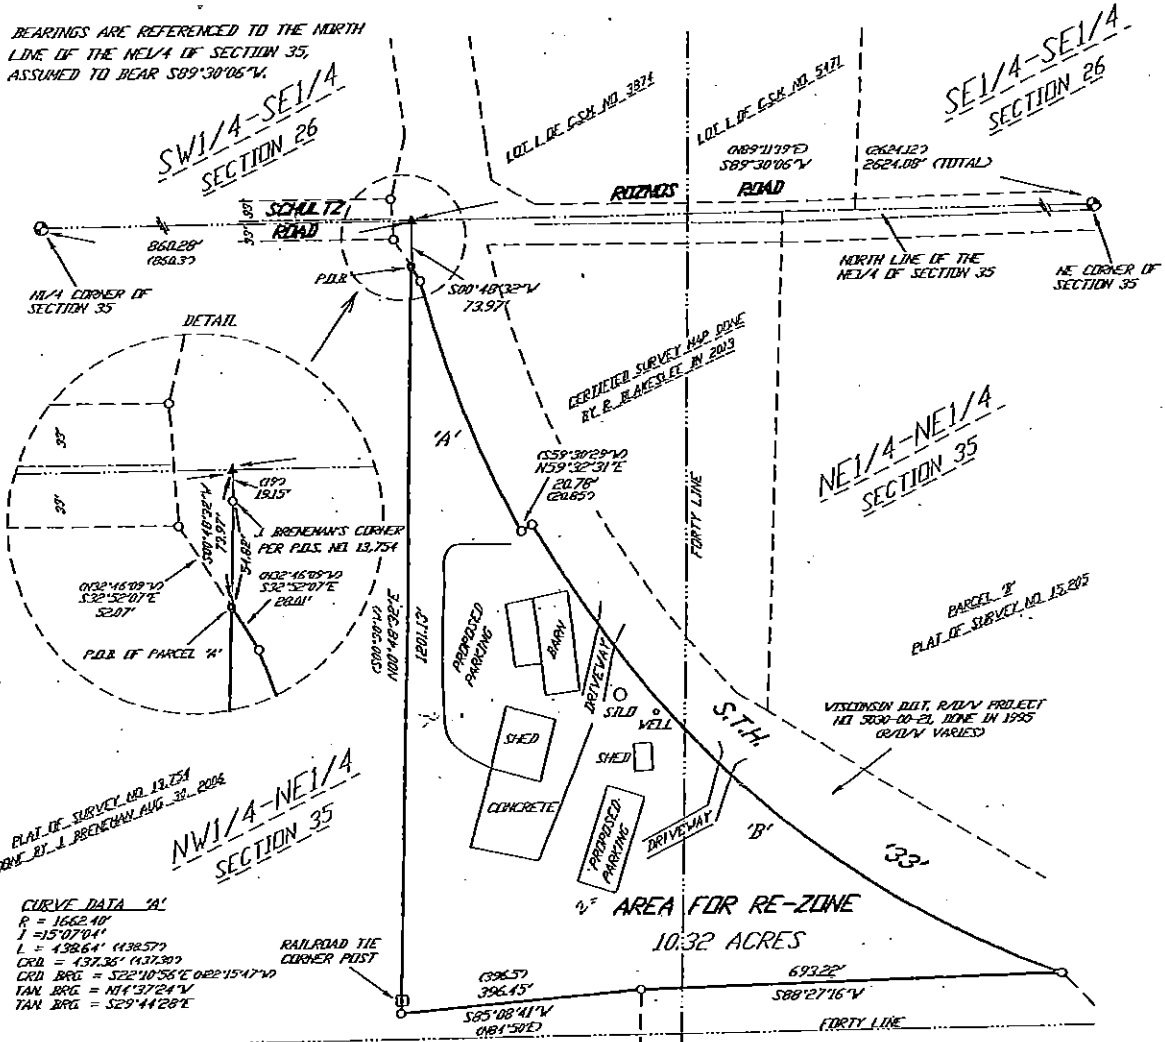 BEARINGS ARE REFERENCED TO THE NORTH
LINE OF THE NE1/4 OF SECTION 35,
ASSUMED TO BEAR S89°30'06"W.
SW1/4-SE1/4
SECTION 26
LOT 1 OF C.S.M. NO. 3874
LOT 1 OF C.S.M. NO. 5471
SE1/4-SE1/4
SECTION 26
(N89°11'39"E)
S89°30'06"W
(2624.12')
2624.08' (TOTAL)
ROZNOS ROAD
SCHULTZ
ROAD
33'
33'
860.28'
(860.3')
N1/4 CORNER OF
SECTION 35
P.O.B.
S00°48'32"W
73.97'
NORTH LINE OF THE
NE1/4 OF SECTION 35
NE CORNER OF
SECTION 35
DETAIL
33'
33'
(19')
19.15'
S00°48'32"W
73.97'
54.82'
J. BRENEMAN'S CORNER
PER P.O.S. NO. 13,754
(N32°46'09"W)
S32°52'07"E
52.07'
(N32°46'09"W)
S32°52'07"E
28.01'
P.O.B. OF PARCEL 'A'
CERTIFIED SURVEY MAP DONE
BY B. BLAKESLEE IN 2013
'A'
(S59°30'29"W)
N59°32'31"E
20.78'
(20.85')
NE1/4-NE1/4
SECTION 35
FORTY LINE
N00°48'32"E
1201.13'
PROPOSED
PARKING
BARN
DRIVEWAY
SILO
WELL
SHED
SHED
CONCRETE
PROPOSED
PARKING
DRIVEWAY
S.T.H.
'33'
'B'
PARCEL 'B'
PLAT OF SURVEY NO. 15,205
WISCONSIN D.O.T. R/O/W PROJECT
NO. 5030-00-21, DONE IN 1995
(R/O/W VARIES)
PLAT OF SURVEY NO. 13,754
DONE BY J. BRENEMAN AUG. 30, 2006
NW1/4-NE1/4
SECTION 35
CURVE DATA 'A'
R = 1662.40'
I = 15°07'04"
L = 438.64' (438.57')
CRD. = 437.36' (437.30')
CRD. BRG. = S22°10'56"E (N22°15'47"W)
TAN. BRG. = N14°37'24"W
TAN. BRG. = S29°44'28"E
RAILROAD TIE
CORNER POST
AREA FOR RE-ZONE
10.32 ACRES
(396.5')
396.45'
S85°08'41"W
(N84°50'E)
693.22'
S88°27'16"W
FORTY LINE